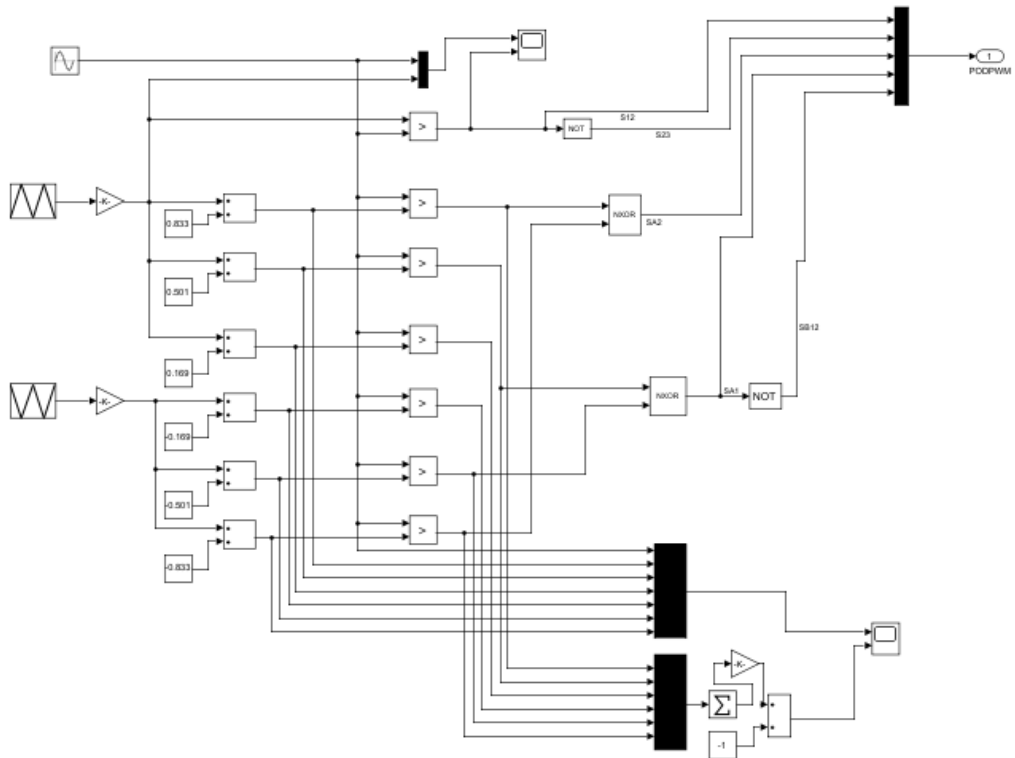 >
S12
NOT
S23
1
PODPWM
-K-
0.833
>
NXOR
SA2
0.501
>
0.169
>
SB12
-K-
-0.169
>
NXOR
SA1
NOT
-0.501
>
-0.833
>
-K-
Σ
-1